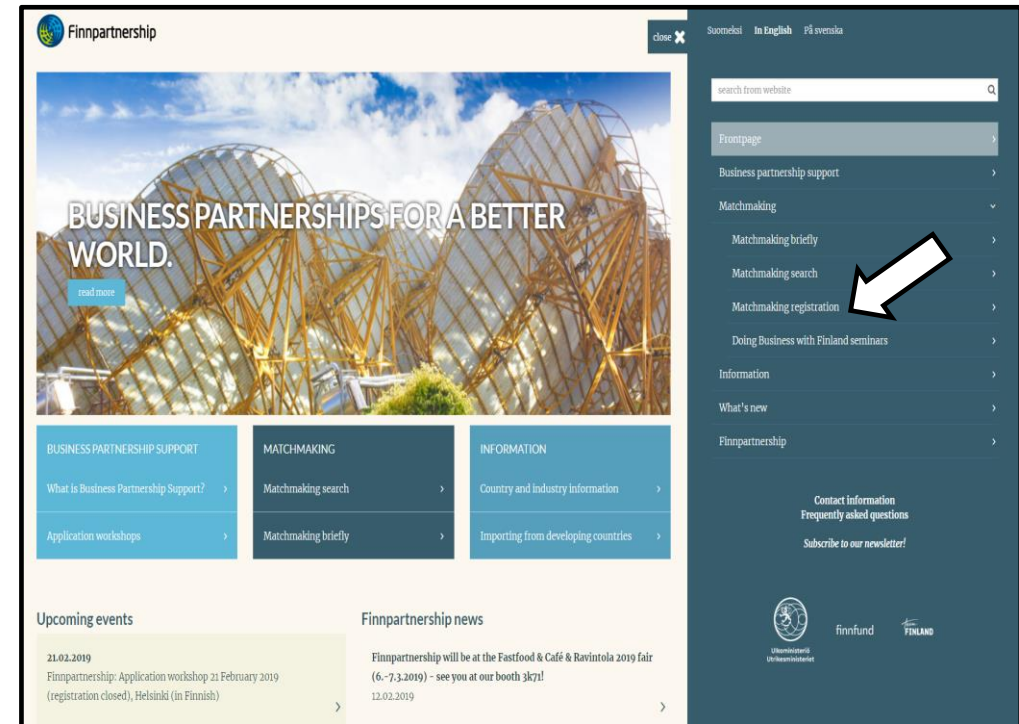 Finnpartnership
close
BUSINESS PARTNERSHIPS FOR A BETTER
WORLD.
read more
BUSINESS PARTNERSHIP SUPPORT
What is Business Partnership Support?
Application workshops
MATCHMAKING
Matchmaking search
Matchmaking briefly
INFORMATION
Country and industry information
Importing from developing countries
Upcoming events
21.02.2019
Finnpartnership: Application workshop 21 February 2019
(registration closed), Helsinki (in Finnish)
Finnpartnership news
Finnpartnership will be at the Fastfood & Café & Ravintola 2019 fair
(6.-7.3.2019) - see you at our booth 3k71!
12.02.2019
Suomeksi In English På svenska
search from website
Frontpage
Business partnership support
Matchmaking
Matchmaking briefly
Matchmaking search
Matchmaking registration
Doing Business with Finland seminars
Information
What's new
Finnpartnership
Contact information
Frequently asked questions
Subscribe to our newsletter!
Ulkoministeriö
Utrikesministeriet
finnfund
Team
FINLAND